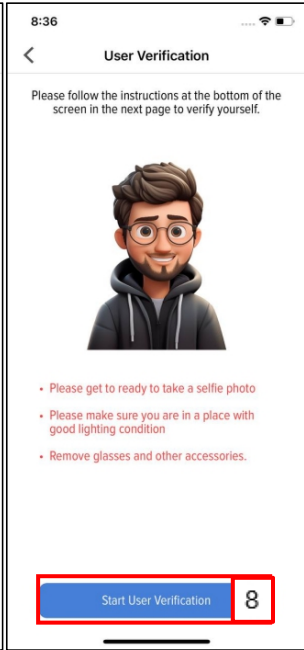 8:36
User Verification
Please follow the instructions at the bottom of the
screen in the next page to verify yourself.
• Please get to ready to take a selfie photo
• Please make sure you are in a place with
good lighting condition
• Remove glasses and other accessories.
Start User Verification
8